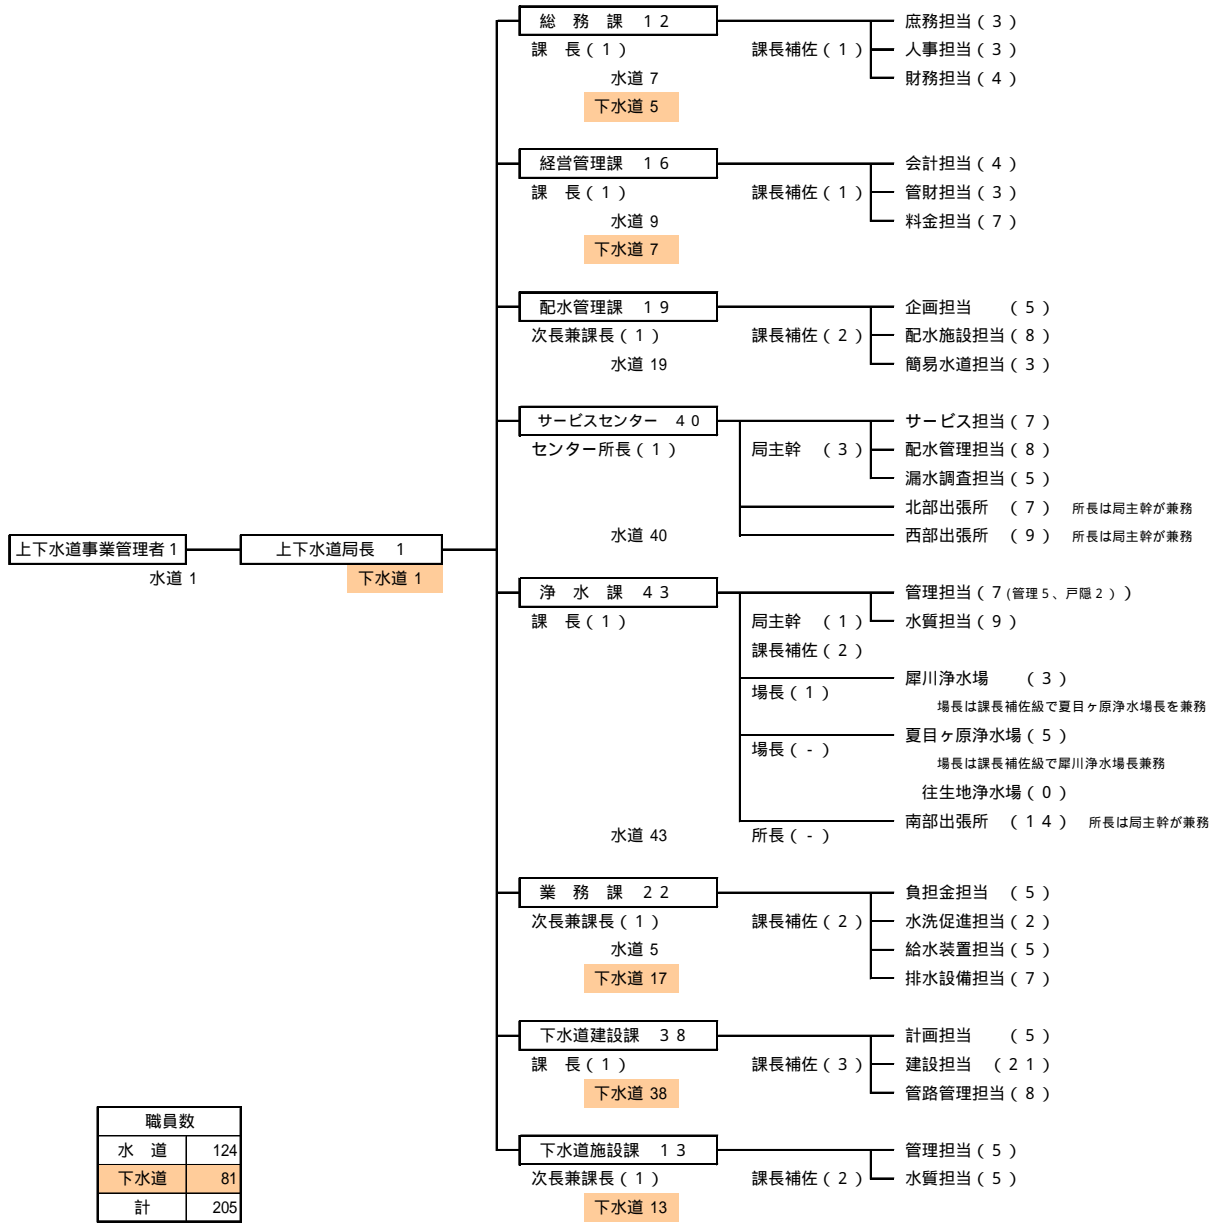 総 務 課 １２ 庶務担当（３）
課 長（１） 課長補佐（１） 人事担当（３）
水道 7 財務担当（４）
下水道 5
経営管理課 １６ 会計担当（４）
課 長（１） 課長補佐（１） 管財担当（３）
水道 9 料金担当（７）
下水道 7
配水管理課 １９ 企画担当 （５）
次長兼課長（１） 課長補佐（２） 配水施設担当（８）
水道 19 簡易水道担当（３）
サービスセンター ４０ サービス担当（７）
センター所長（１） 局主幹 （３） 配水管理担当（８）
漏水調査担当（５）
北部出張所 （７） 所長は局主幹が兼務
水道 40 西部出張所 （９） 所長は局主幹が兼務
上下水道事業管理者１ 上下水道局長 １
水道 1 下水道 1
浄 水 課 ４３ 管理担当（７(管理５、戸隠２）)
課 長（１） 局主幹 （１） 水質担当（９）
課長補佐（２）
犀川浄水場 （３）
場長（１） 場長は課長補佐級で夏目ヶ原浄水場長を兼務
夏目ヶ原浄水場（５）
場長（-） 場長は課長補佐級で犀川浄水場長兼務
往生地浄水場（０）
南部出張所 （１４） 所長は局主幹が兼務
水道 43 所長（-）
業 務 課 ２２ 負担金担当 （５）
次長兼課長（１） 課長補佐（２） 水洗促進担当（２）
水道 5 給水装置担当（５）
下水道 17 排水設備担当（７）
下水道建設課 ３８ 計画担当 （５）
課 長（１） 課長補佐（３） 建設担当 （２１）
下水道 38 管路管理担当（８）
下水道施設課 １３ 管理担当（５）
次長兼課長（１） 課長補佐（２） 水質担当（５）
下水道 13
職員数
水 道 124
下水道 81
計 205